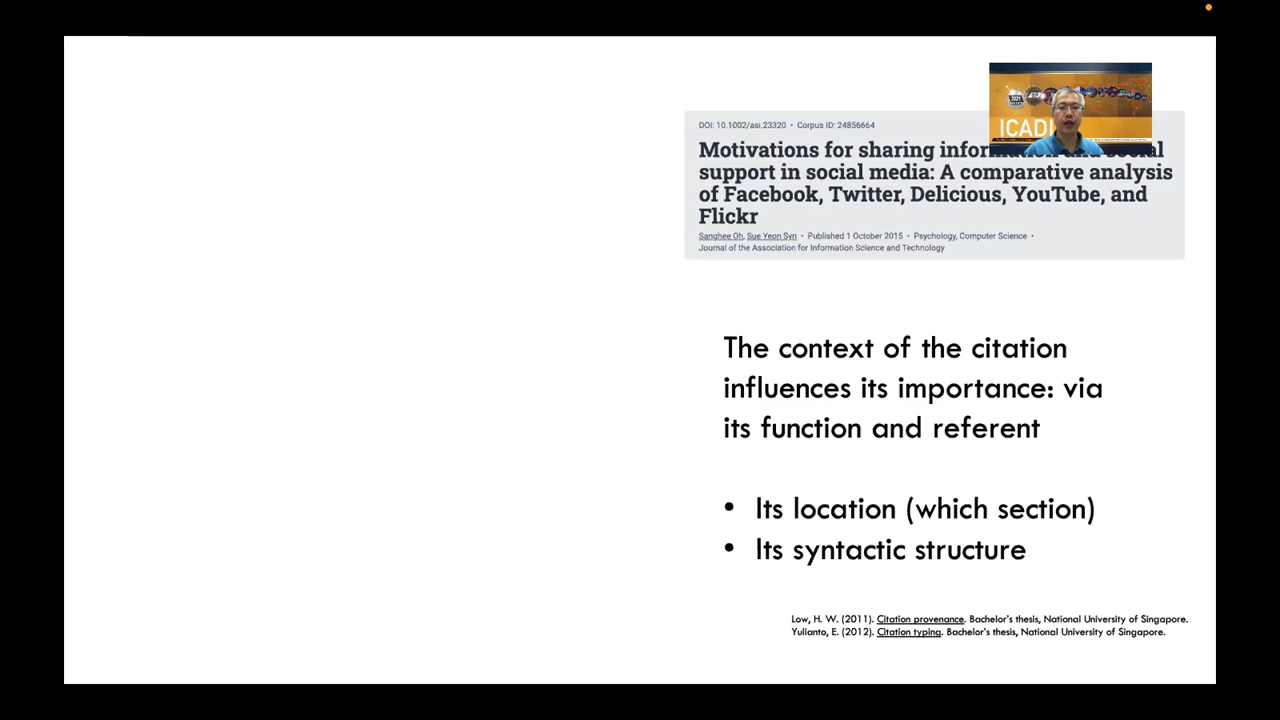 2021
ICADL
DOI: 10.1002/asi.23320 • Corpus ID: 24856664
Motivations for sharing information and social
support in social media: A comparative analysis
of Facebook, Twitter, Delicious, YouTube, and
Flickr
Sanghee Oh, Sue Yeon Syn • Published 1 October 2015 • Psychology, Computer Science •
Journal of the Association for Information Science and Technology
The context of the citation
influences its importance: via
its function and referent
• Its location (which section)
• Its syntactic structure
Low, H. W. (2011). Citation provenance. Bachelor's thesis, National University of Singapore.
Yulianto, E. (2012). Citation typing. Bachelor's thesis, National University of Singapore.